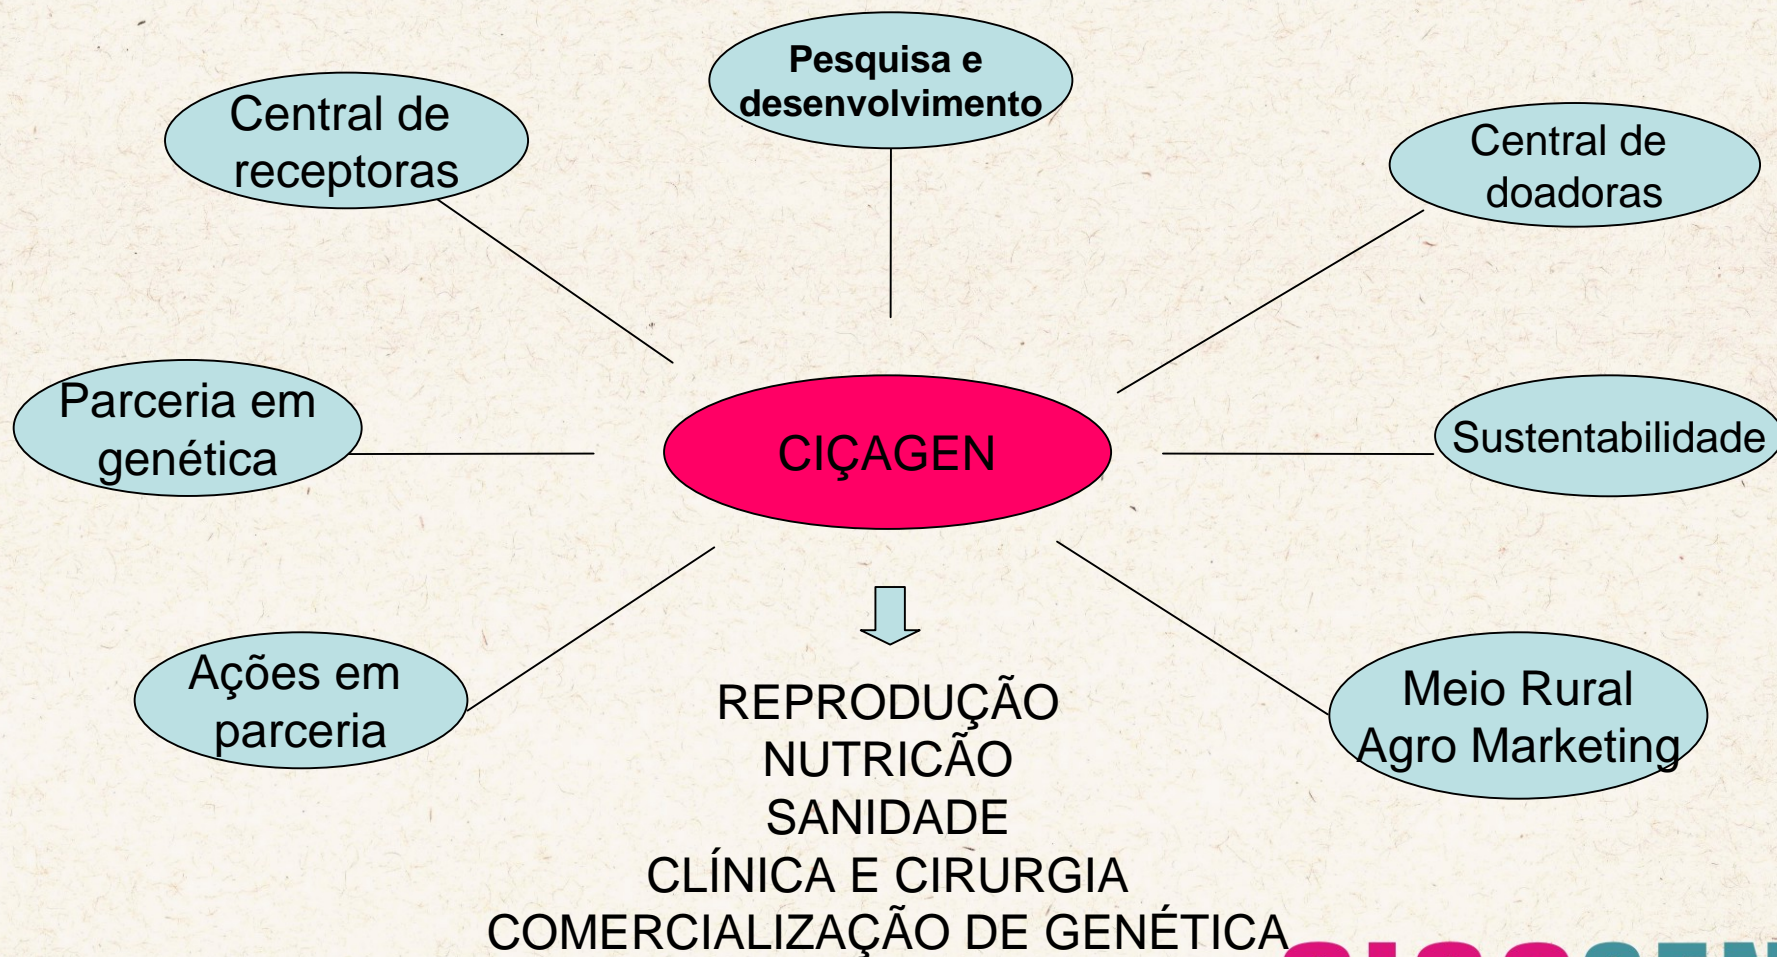 Pesquisa e
desenvolvimento
Central de
receptoras
Central de
doadoras
Parceria em
genética
CIÇAGEN
Sustentabilidade
Ações em
parceria
Meio Rural
Agro Marketing
REPRODUÇÃO
NUTRICÃO
SANIDADE
CLÍNICA E CIRURGIA
COMERCIALIZAÇÃO DE GENÉTICA